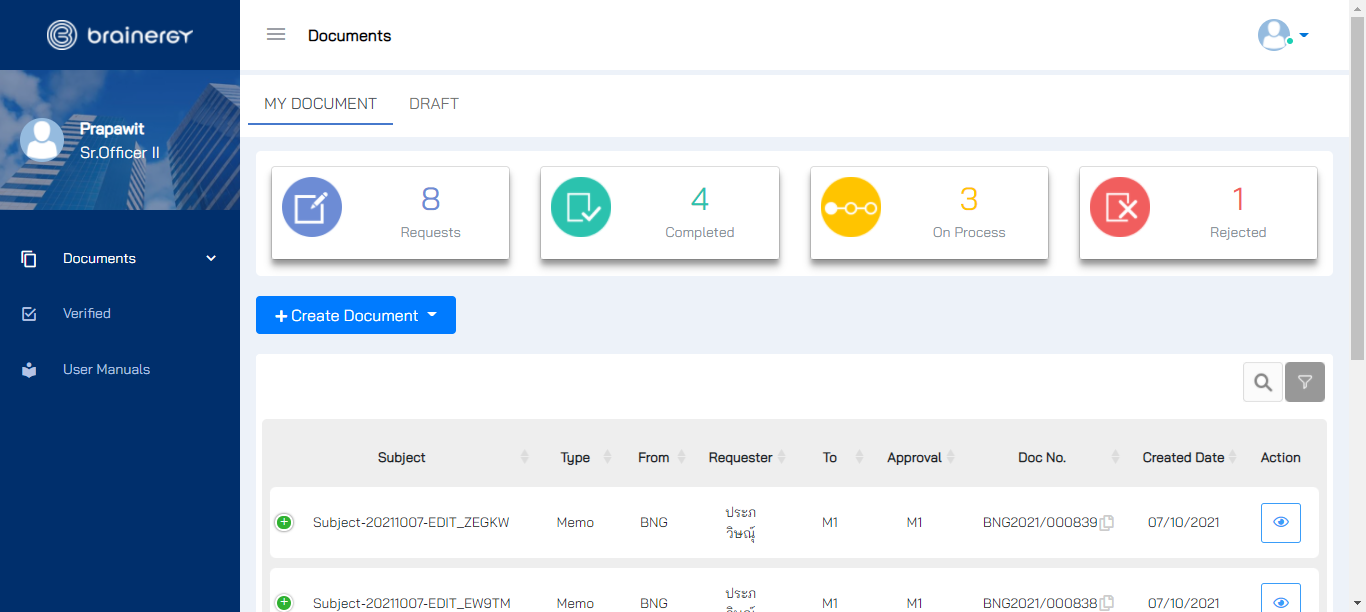 brainergy
Documents
Prapawit
Sr.Officer II
Documents
Verified
User Manuals
MY DOCUMENT DRAFT
8
Requests
4
Completed
3
On Process
1
Rejected
Create Document
Subject Type From Requester To Approval Doc No. Created Date Action
Subject-20211007-EDIT_ZEGKW Memo BNG ประภ
วิษณุ์ M1 M1 BNG2021/000839 07/10/2021
Subject-20211007-EDIT_EW9TM Memo BNG ประภ
M1 M1 BNG2021/000838 07/10/2021